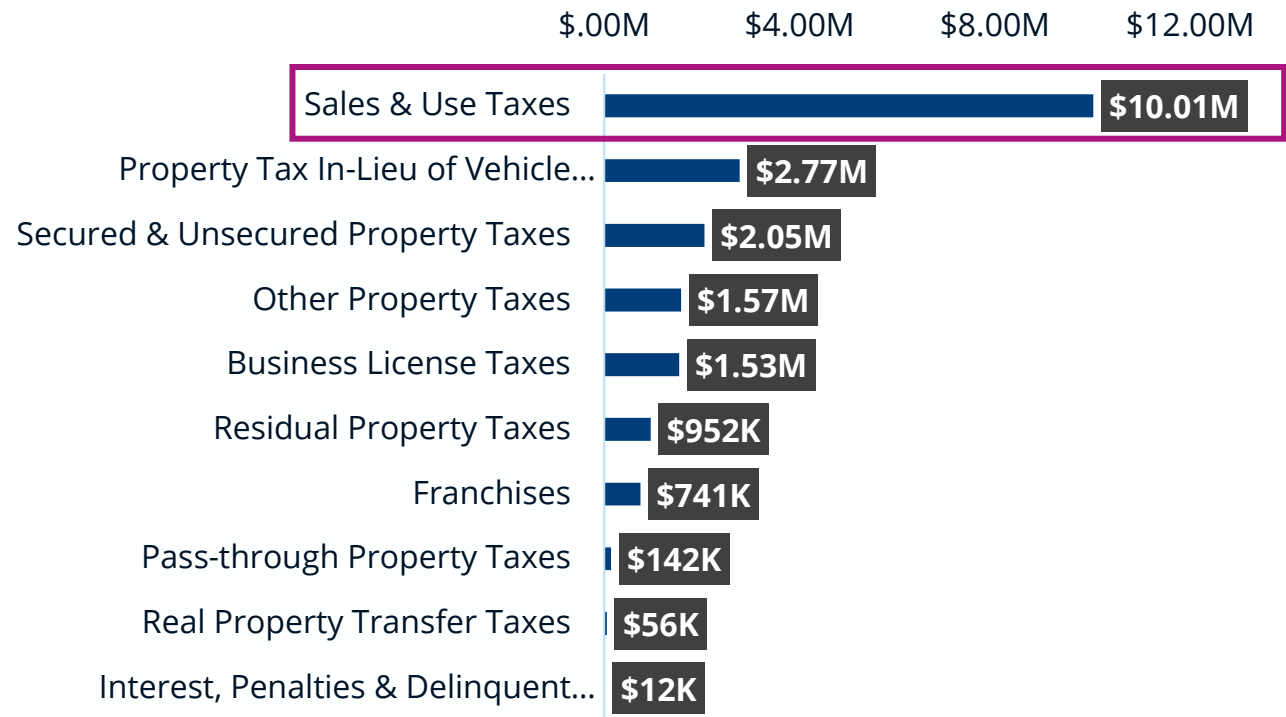 $.00M $4.00M $8.00M $12.00M
Sales & Use Taxes $10.01M
Property Tax In-Lieu of Vehicle... $2.77M
Secured & Unsecured Property Taxes $2.05M
Other Property Taxes $1.57M
Business License Taxes $1.53M
Residual Property Taxes $952K
Franchises $741K
Pass-through Property Taxes $142K
Real Property Transfer Taxes $56K
Interest, Penalties & Delinquent... $12K